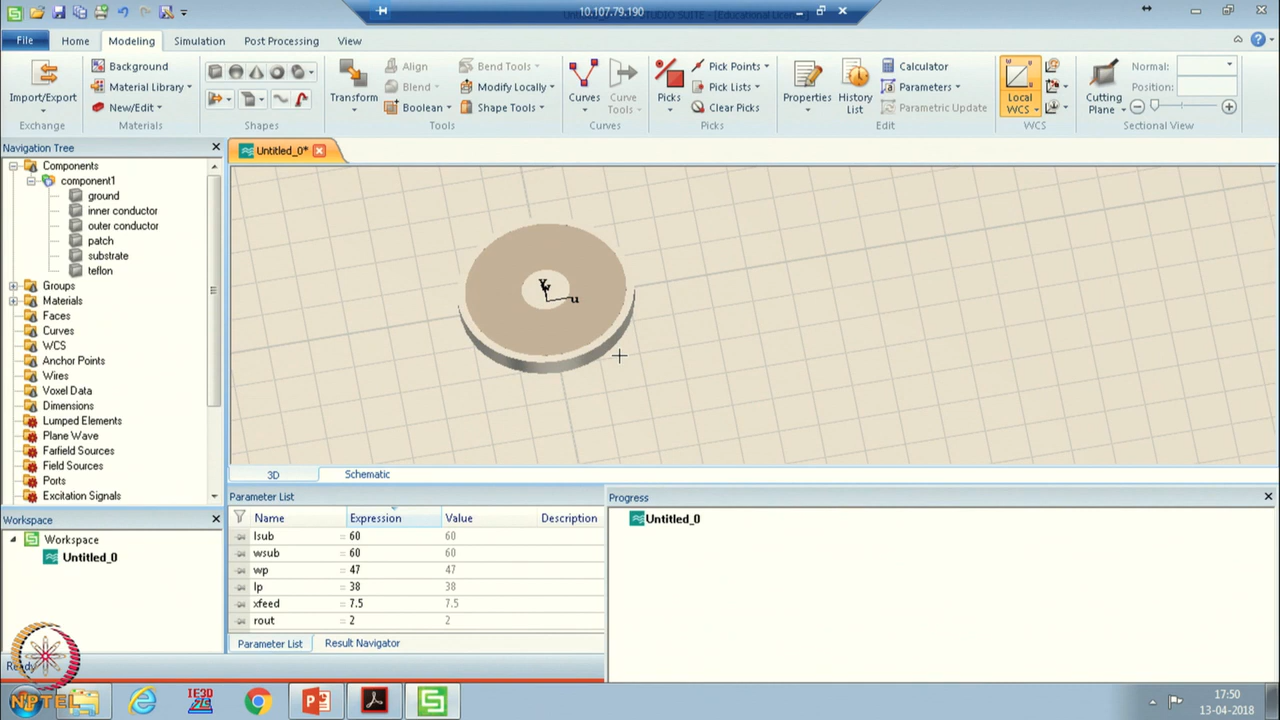 10.107.79.190
File Home Modeling Simulation Post Processing View
Import/Export
Exchange
Background
Material Library
New/Edit
Materials
Shapes
Transform
Align
Blend
Boolean
Bend Tools
Modify Locally
Shape Tools
Tools
Curves
Curve Tools
Curves
Picks
Pick Points
Pick Lists
Clear Picks
Picks
Properties
History List
Calculator
Parameters
Parametric Update
Edit
Local WCS
WCS
Cutting Plane
Normal:
Position:
Sectional View
Navigation Tree
Untitled_0*
Components
component1
ground
inner conductor
outer conductor
patch
substrate
teflon
Groups
Materials
Faces
Curves
WCS
Anchor Points
Wires
Voxel Data
Dimensions
Lumped Elements
Plane Wave
Farfield Sources
Field Sources
Ports
Excitation Signals
u
3D Schematic
Workspace
Workspace
Untitled_0
Parameter List
Name Expression Value Description
lsub = 60 60
wsub = 60 60
wp = 47 47
lp = 38 38
xfeed = 7.5 7.5
rout = 2 2
Parameter List Result Navigator
Progress
Untitled_0
NPTEL
IE3D
17:50
13-04-2018